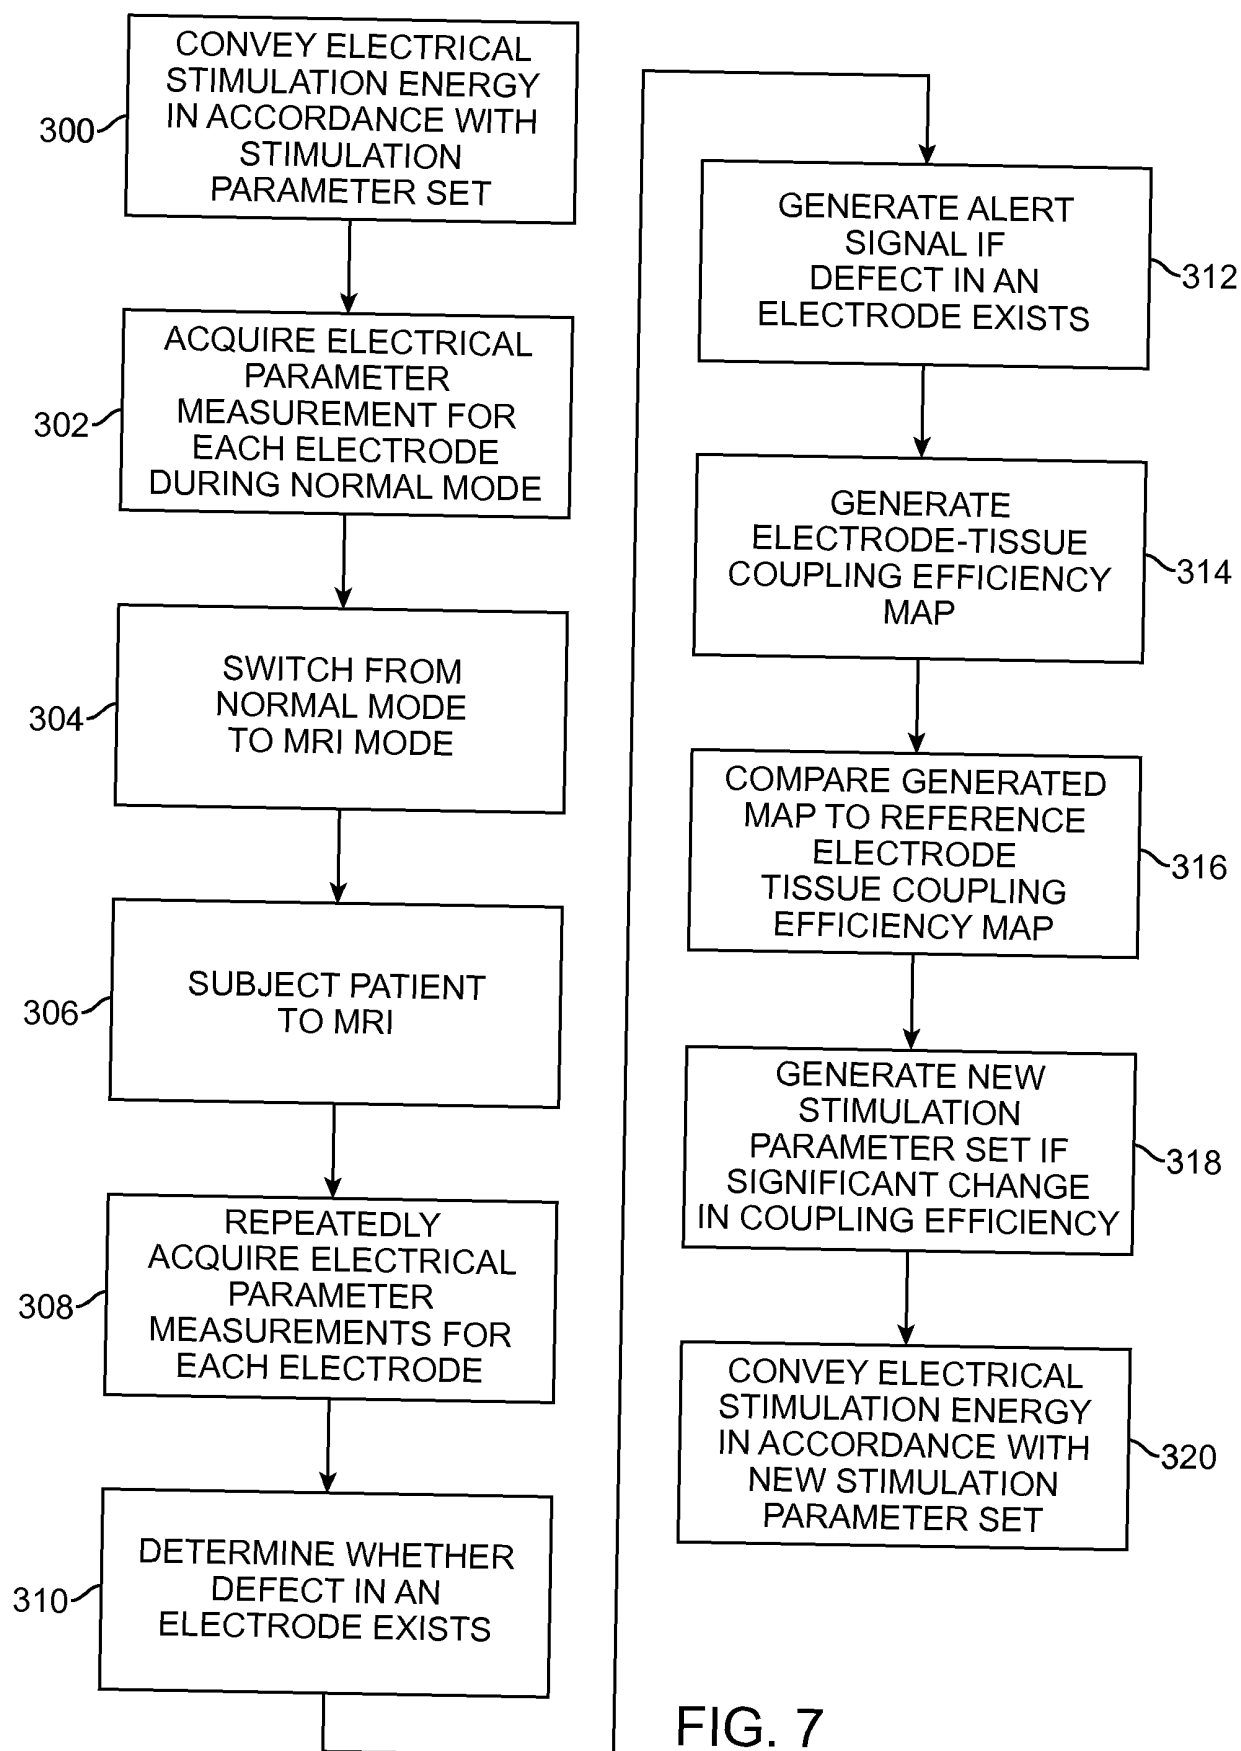 300
CONVEY ELECTRICAL
STIMULATION ENERGY
IN ACCORDANCE WITH
STIMULATION
PARAMETER SET
302
ACQUIRE ELECTRICAL
PARAMETER
MEASUREMENT FOR
EACH ELECTRODE
DURING NORMAL MODE
304
SWITCH FROM
NORMAL MODE
TO MRI MODE
306
SUBJECT PATIENT
TO MRI
308
REPEATEDLY
ACQUIRE ELECTRICAL
PARAMETER
MEASUREMENTS FOR
EACH ELECTRODE
310
DETERMINE WHETHER
DEFECT IN AN
ELECTRODE EXISTS
GENERATE ALERT
SIGNAL IF
DEFECT IN AN
ELECTRODE EXISTS
312
GENERATE
ELECTRODE-TISSUE
COUPLING EFFICIENCY
MAP
314
COMPARE GENERATED
MAP TO REFERENCE
ELECTRODE
TISSUE COUPLING
EFFICIENCY MAP
316
GENERATE NEW
STIMULATION
PARAMETER SET IF
SIGNIFICANT CHANGE
IN COUPLING EFFICIENCY
318
CONVEY ELECTRICAL
STIMULATION ENERGY
IN ACCORDANCE WITH
NEW STIMULATION
PARAMETER SET
320
FIG. 7